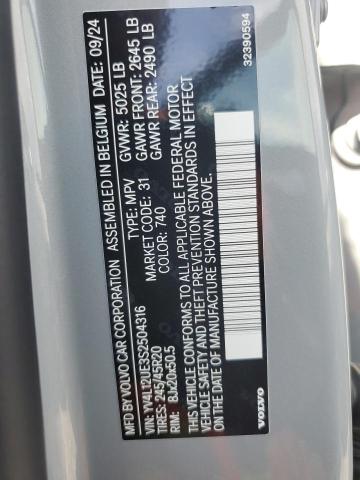 MFD BY VOLVO CAR CORPORATION ASSEMBLED IN BELGIUM DATE: 09/24
VIN: YV4L12UE3S2504316 TYPE: MPV GVWR: 5025 LB
TIRES: 245/45R20 MARKET CODE: 31 GAWR FRONT: 2645 LB
RIM: 8Jx20x50.5 COLOR: 740 GAWR REAR: 2490 LB
THIS VEHICLE CONFORMS TO ALL APPLICABLE FEDERAL MOTOR
VEHICLE SAFETY AND THEFT PREVENTION STANDARDS IN EFFECT
ON THE DATE OF MANUFACTURE SHOWN ABOVE.
VOLVO 32390594